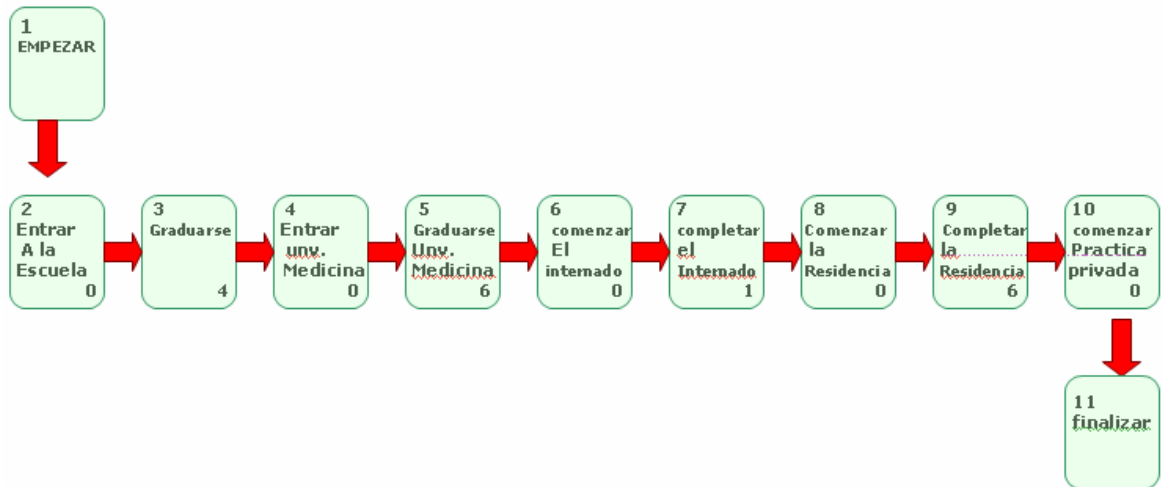 1
EMPEZAR
2
Entrar
A la
Escuela
0
3
Graduarse
4
4
Entrar
unv.
Medicina
0
5
Graduarse
Unv.
Medicina
6
6
comenzar
El
internado
0
7
completar
el
Internado
1
8
Comenzar
la
Residencia
0
9
Completar
la
Residencia
6
10
comenzar
Practica
privada
0
11
finalizar